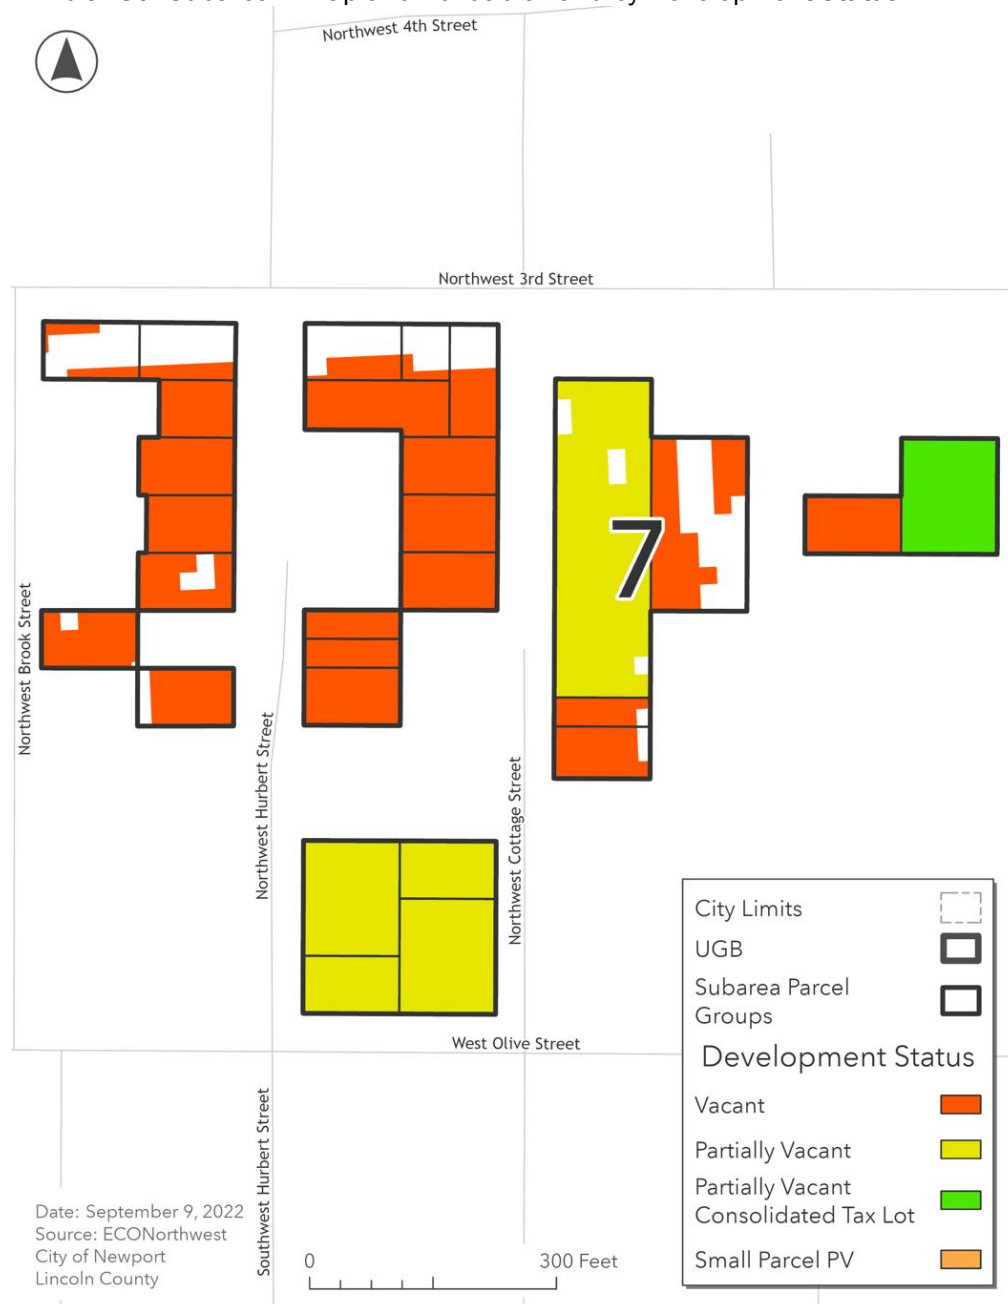 Northwest 4th Street
Northwest 3rd Street
7
Northwest Brook Street
Northwest Hurbert Street
Northwest Cottage Street
West Olive Street
Southwest Hurbert Street
City Limits
UGB
Subarea Parcel
Groups
Development Status
Vacant
Partially Vacant
Partially Vacant
Consolidated Tax Lot
Small Parcel PV
Date: September 9, 2022
Source: ECONorthwest
City of Newport
Lincoln County
0 300 Feet